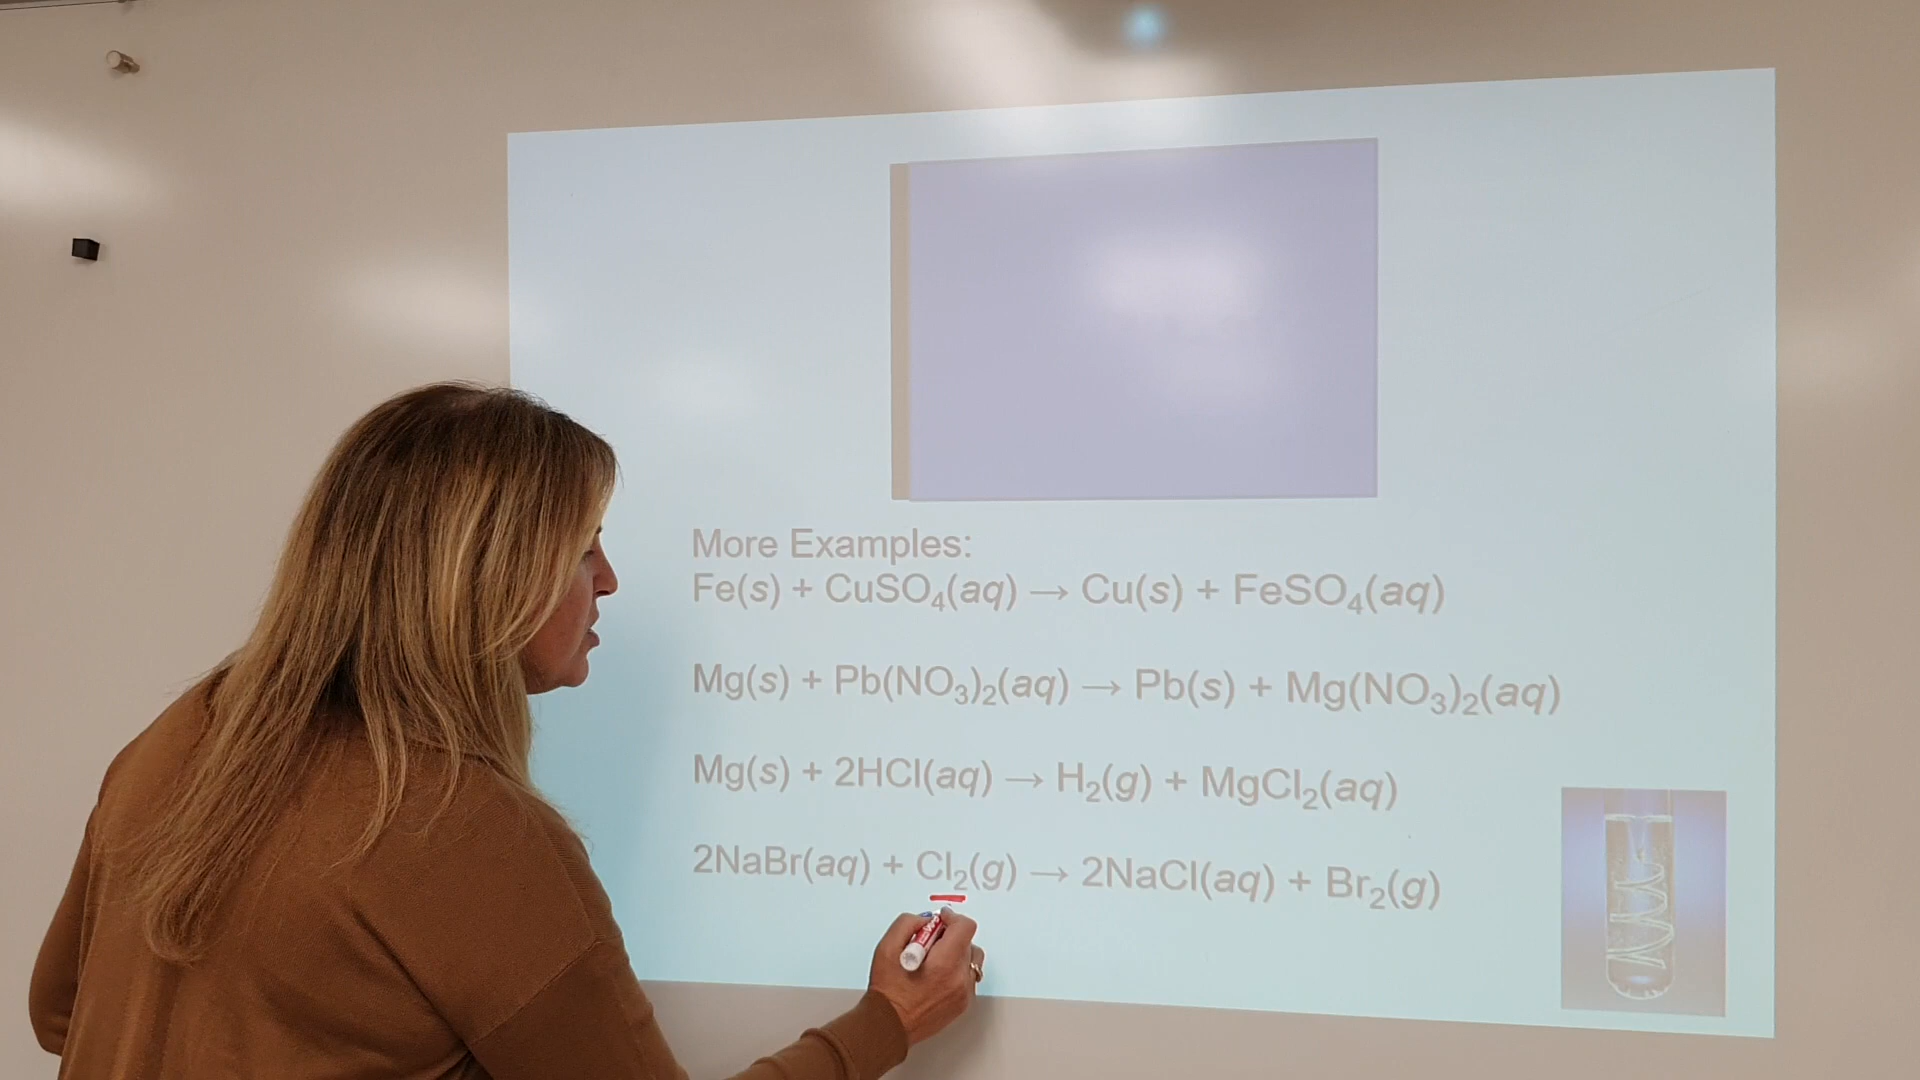 More Examples:
Fe(s) + CuSO₄(aq) → Cu(s) + FeSO₄(aq)
Mg(s) + Pb(NO₃)₂(aq) → Pb(s) + Mg(NO₃)₂(aq)
Mg(s) + 2HCl(aq) → H₂(g) + MgCl₂(aq)
2NaBr(aq) + Cl₂(g) → 2NaCl(aq) + Br₂(g)